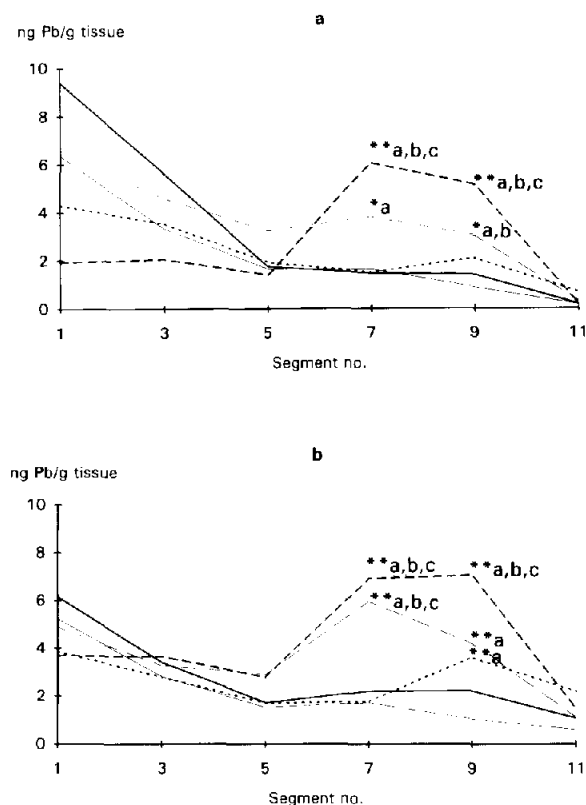 a
ng Pb/g tissue
10
8
6
4
2
0
**a,b,c
**a,b,c
*a
*a,b
1 3 5 7 9 11
Segment no.
b
ng Pb/g tissue
10
8
6
4
2
0
**a,b,c
**a,b,c
**a,b,c
**a
**a
1 3 5 7 9 11
Segment no.